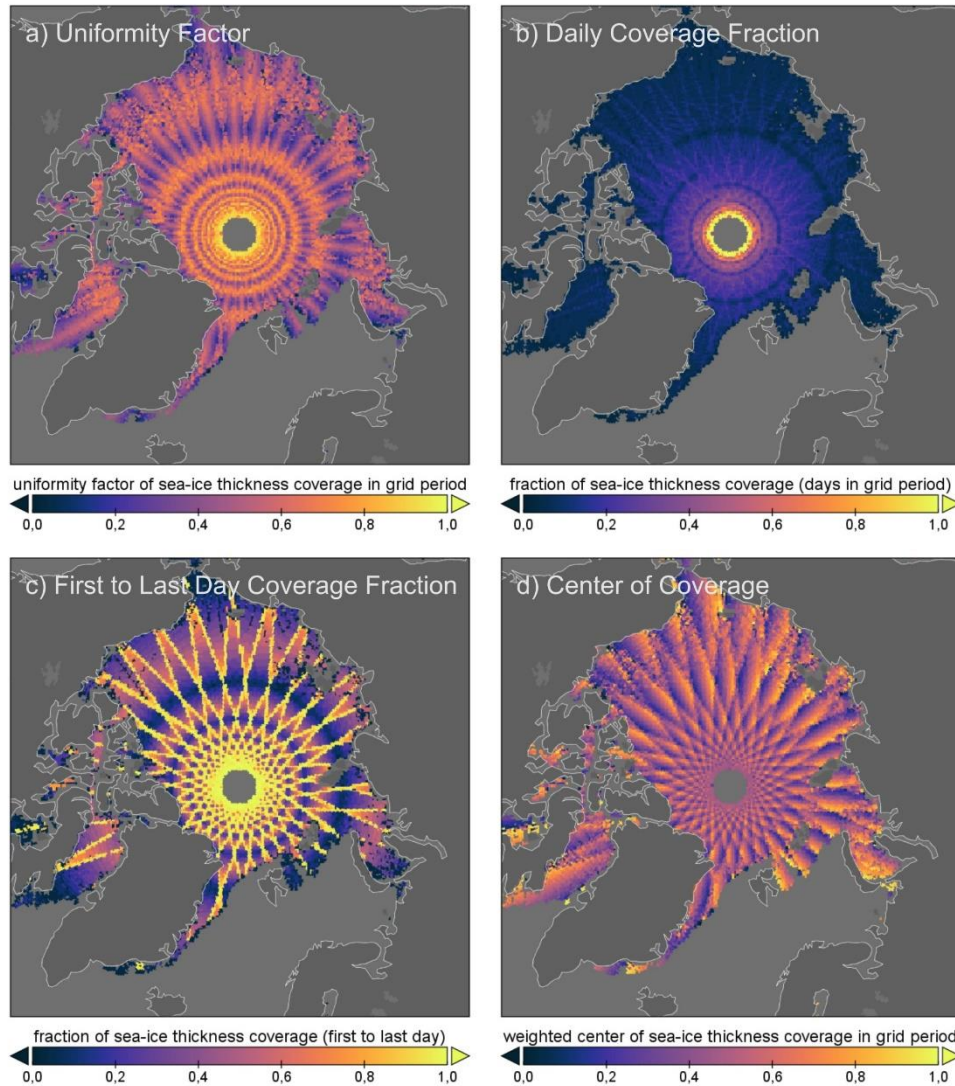 a) Uniformity Factor
b) Daily Coverage Fraction
uniformity factor of sea-ice thickness coverage in grid period
0,0 0,2 0,4 0,6 0,8 1,0
fraction of sea-ice thickness coverage (days in grid period)
0,0 0,2 0,4 0,6 0,8 1,0
c) First to Last Day Coverage Fraction
d) Center of Coverage
fraction of sea-ice thickness coverage (first to last day)
0,0 0,2 0,4 0,6 0,8 1,0
weighted center of sea-ice thickness coverage in grid period
0,0 0,2 0,4 0,6 0,8 1,0